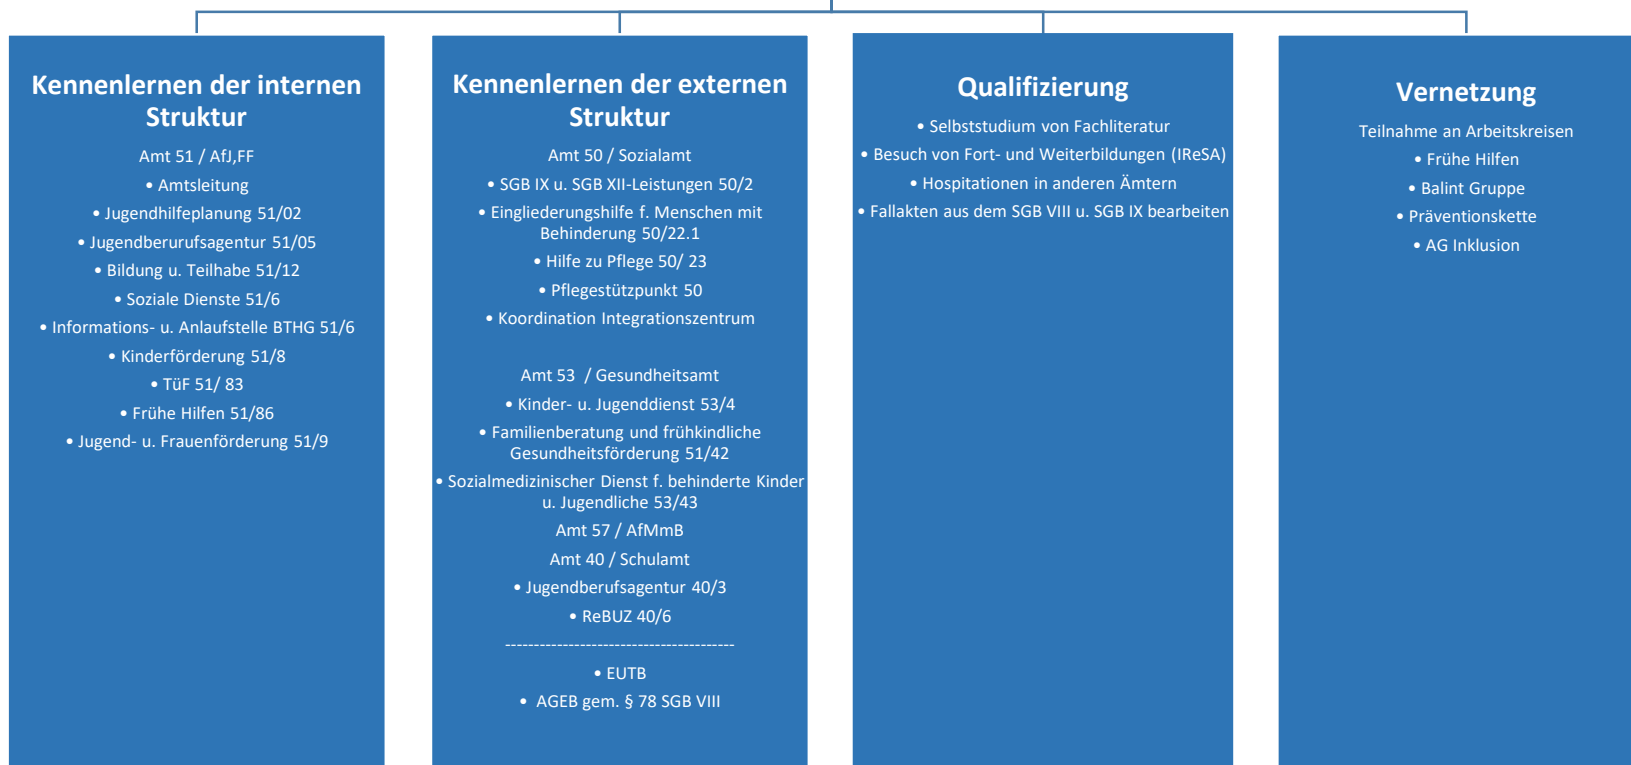 Kennenlernen der internen
Struktur
Amt 51 / AfJ,FF
• Amtsleitung
• Jugendhilfeplanung 51/02
• Jugendberurufsagentur 51/05
• Bildung u. Teilhabe 51/12
• Soziale Dienste 51/6
• Informations- u. Anlaufstelle BTHG 51/6
• Kinderförderung 51/8
• TüF 51/ 83
• Frühe Hilfen 51/86
• Jugend- u. Frauenförderung 51/9
Kennenlernen der externen
Struktur
Amt 50 / Sozialamt
• SGB IX u. SGB XII-Leistungen 50/2
• Eingliederungshilfe f. Menschen mit
Behinderung 50/22.1
• Hilfe zu Pflege 50/ 23
• Pflegestützpunkt 50
• Koordination Integrationszentrum
Amt 53 / Gesundheitsamt
• Kinder- u. Jugenddienst 53/4
• Familienberatung und frühkindliche
Gesundheitsförderung 51/42
• Sozialmedizinischer Dienst f. behinderte Kinder
u. Jugendliche 53/43
Amt 57 / AfMmB
Amt 40 / Schulamt
• Jugendberufsagentur 40/3
• ReBUZ 40/6
----------------------------------------
• EUTB
• AGEB gem. § 78 SGB VIII
Qualifizierung
• Selbststudium von Fachliteratur
• Besuch von Fort- und Weiterbildungen (IReSA)
• Hospitationen in anderen Ämtern
• Fallakten aus dem SGB VIII u. SGB IX bearbeiten
Vernetzung
Teilnahme an Arbeitskreisen
• Frühe Hilfen
• Balint Gruppe
• Präventionskette
• AG Inklusion